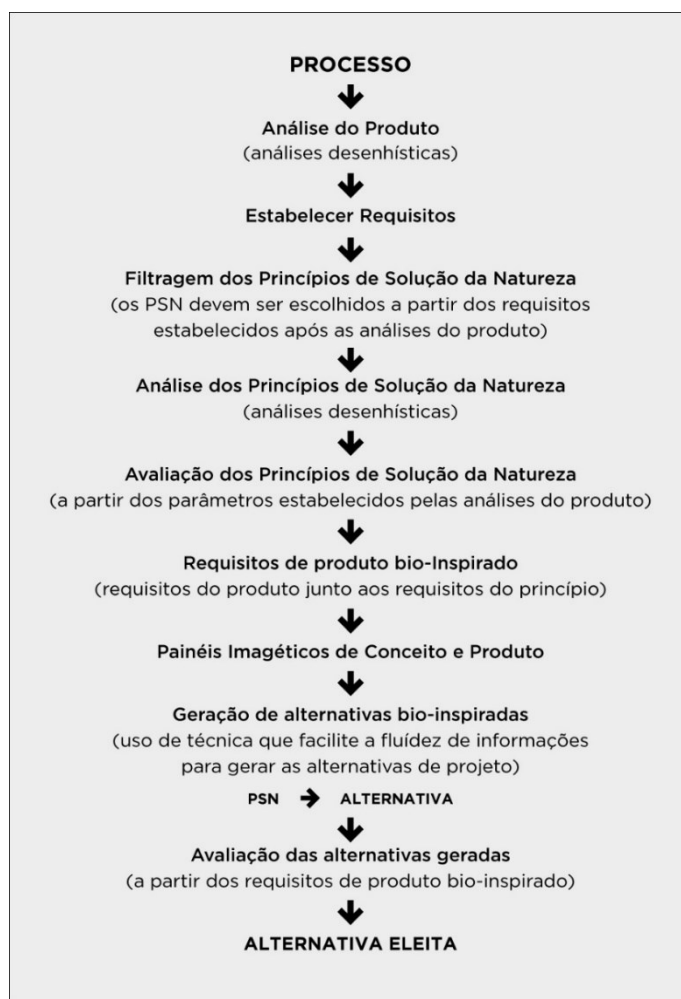 PROCESSO
Análise do Produto
(análises desenhísticas)
Estabelecer Requisitos
Filtragem dos Princípios de Solução da Natureza
(os PSN devem ser escolhidos a partir dos requisitos
estabelecidos após as análises do produto)
Análise dos Princípios de Solução da Natureza
(análises desenhísticas)
Avaliação dos Princípios de Solução da Natureza
(a partir dos parâmetros estabelecidos pelas análises do produto)
Requisitos de produto bio-Inspirado
(requisitos do produto junto aos requisitos do princípio)
Painéis Imagéticos de Conceito e Produto
Geração de alternativas bio-inspiradas
(uso de técnica que facilite a fluídez de informações
para gerar as alternativas de projeto)
PSN → ALTERNATIVA
Avaliação das alternativas geradas
(a partir dos requisitos de produto bio-inspirado)
ALTERNATIVA ELEITA